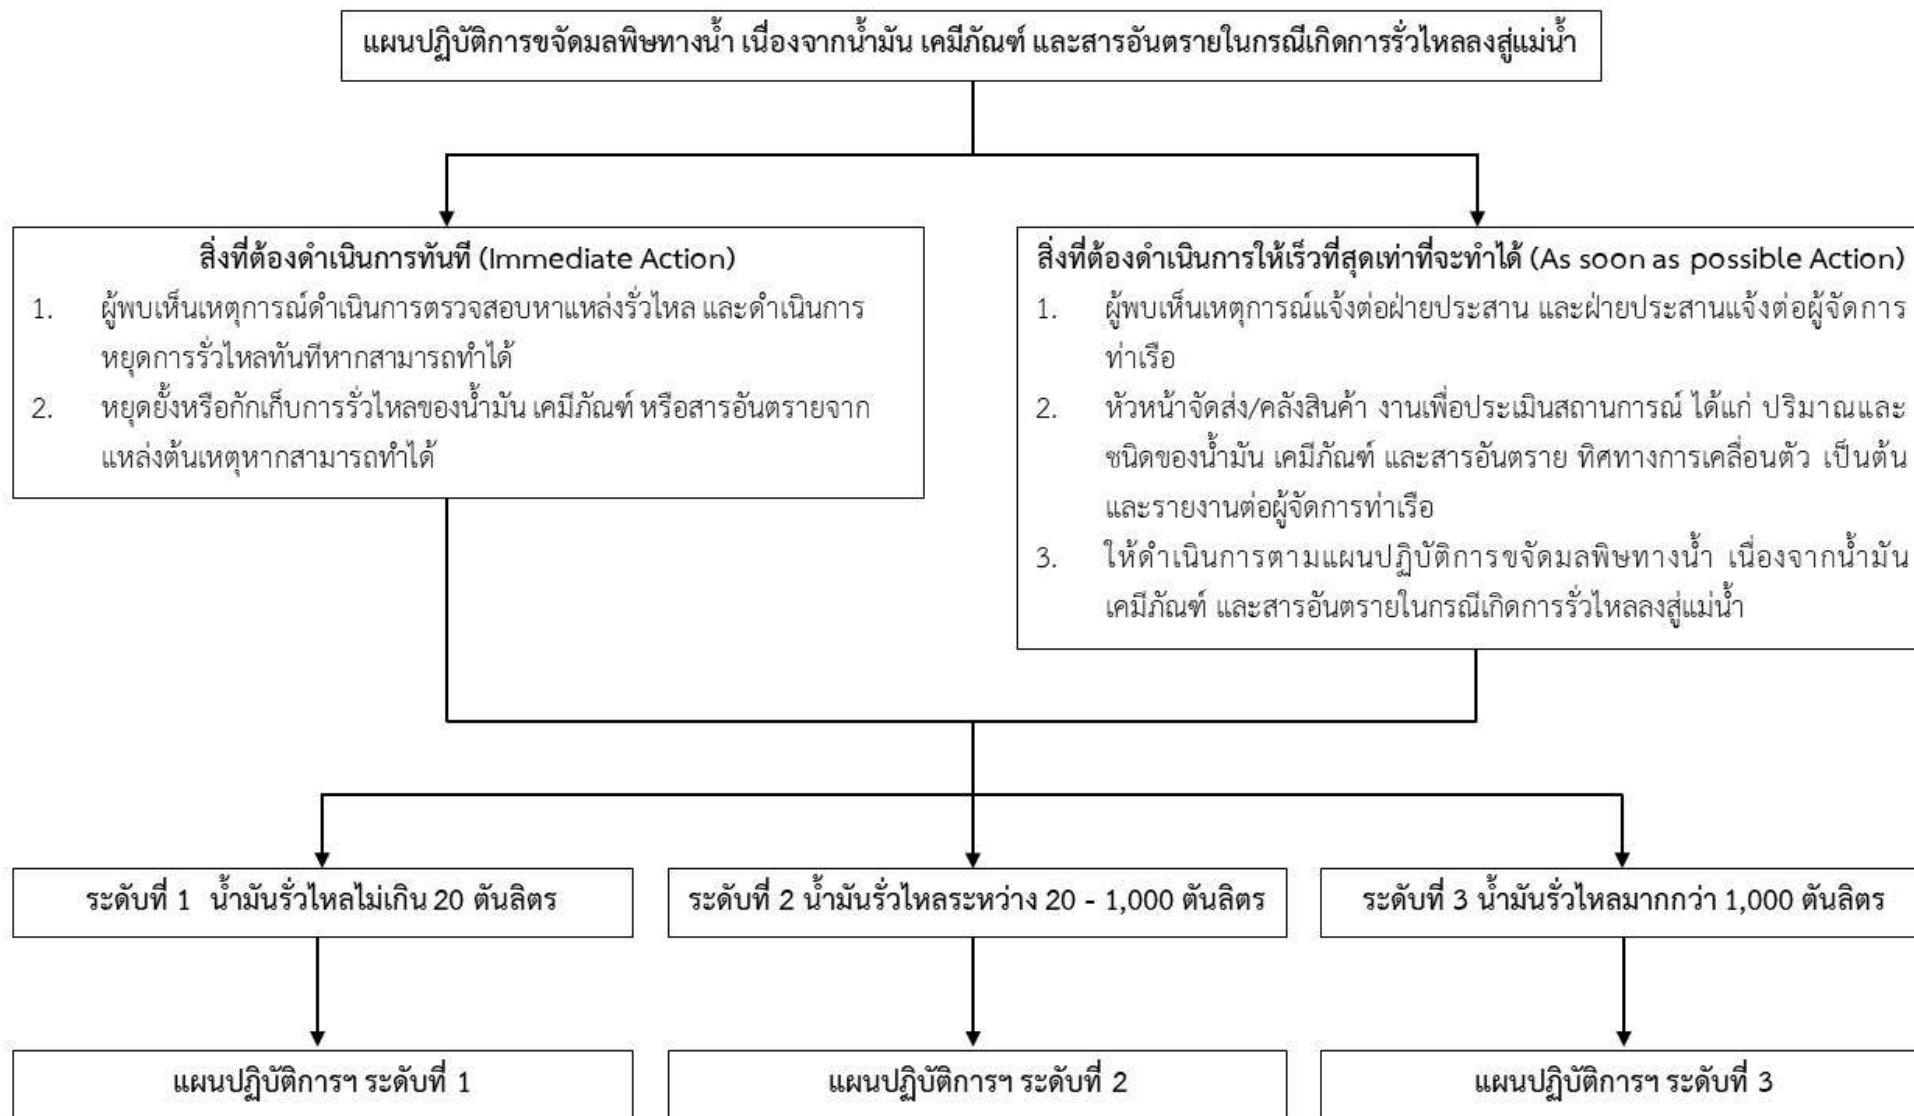 แผนปฏิบัติการขจัดมลพิษทางน้ำ เนื่องจากน้ำมัน เคมีภัณฑ์ และสารอันตรายในกรณีเกิดการรั่วไหลลงสู่แม่น้ำ
สิ่งที่ต้องดำเนินการทันที (Immediate Action)
1. ผู้พบเห็นเหตุการณ์ดำเนินการตรวจสอบหาแหล่งรั่วไหล และดำเนินการ
หยุดการรั่วไหลทันทีหากสามารถทำได้
2. หยุดยั้งหรือกักเก็บการรั่วไหลของน้ำมัน เคมีภัณฑ์ หรือสารอันตรายจาก
แหล่งต้นเหตุหากสามารถทำได้
สิ่งที่ต้องดำเนินการให้เร็วที่สุดเท่าที่จะทำได้ (As soon as possible Action)
1. ผู้พบเห็นเหตุการณ์แจ้งต่อฝ่ายประสาน และฝ่ายประสานแจ้งต่อผู้จัดการ
ท่าเรือ
2. หัวหน้าจัดส่ง/คลังสินค้า งานเพื่อประเมินสถานการณ์ ได้แก่ ปริมาณและ
ชนิดของน้ำมัน เคมีภัณฑ์ และสารอันตราย ทิศทางการเคลื่อนตัว เป็นต้น
และรายงานต่อผู้จัดการท่าเรือ
3. ให้ดำเนินการตามแผนปฏิบัติการขจัดมลพิษทางน้ำ เนื่องจากน้ำมัน
เคมีภัณฑ์ และสารอันตรายในกรณีเกิดการรั่วไหลลงสู่แม่น้ำ
ระดับที่ 1 น้ำมันรั่วไหลไม่เกิน 20 ตันลิตร
ระดับที่ 2 น้ำมันรั่วไหลระหว่าง 20 - 1,000 ตันลิตร
ระดับที่ 3 น้ำมันรั่วไหลมากกว่า 1,000 ตันลิตร
แผนปฏิบัติการฯ ระดับที่ 1
แผนปฏิบัติการฯ ระดับที่ 2
แผนปฏิบัติการฯ ระดับที่ 3